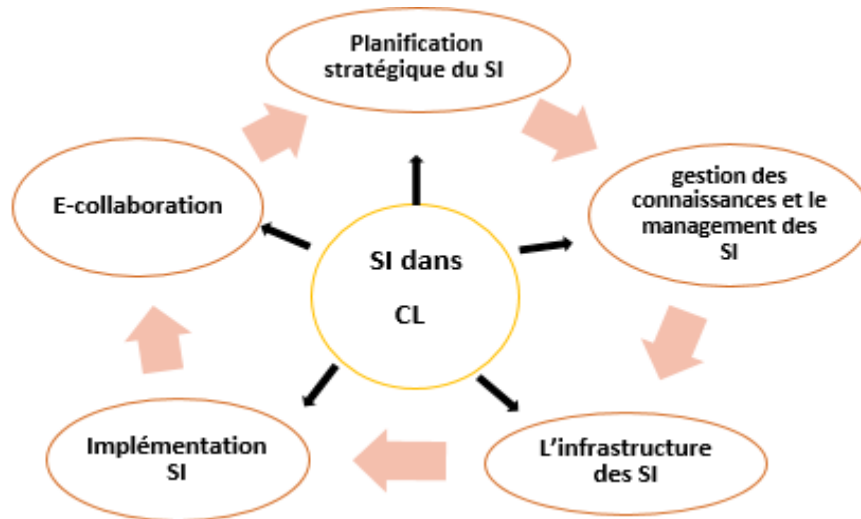 Planification
stratégique du SI
gestion des
connaissances et le
management des
SI
L'infrastructure
des SI
Implémentation
SI
E-collaboration
SI dans
CL